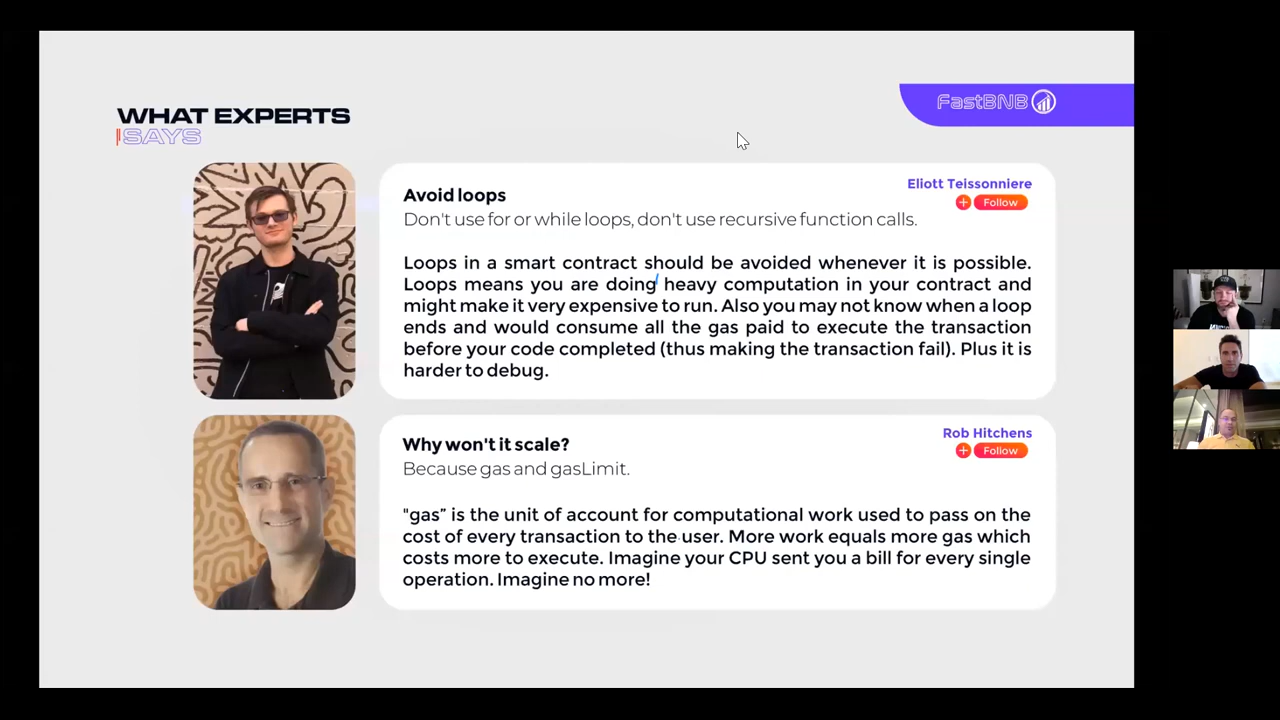 WHAT EXPERTS
SAYS
FastBNB
Avoid loops
Eliott Teissonniere
+ Follow
Don't use for or while loops, don't use recursive function calls.
Loops in a smart contract should be avoided whenever it is possible.
Loops means you are doing heavy computation in your contract and
might make it very expensive to run. Also you may not know when a loop
ends and would consume all the gas paid to execute the transaction
before your code completed (thus making the transaction fail). Plus it is
harder to debug.
Why won't it scale?
Rob Hitchens
+ Follow
Because gas and gasLimit.
"gas” is the unit of account for computational work used to pass on the
cost of every transaction to the user. More work equals more gas which
costs more to execute. Imagine your CPU sent you a bill for every single
operation. Imagine no more!